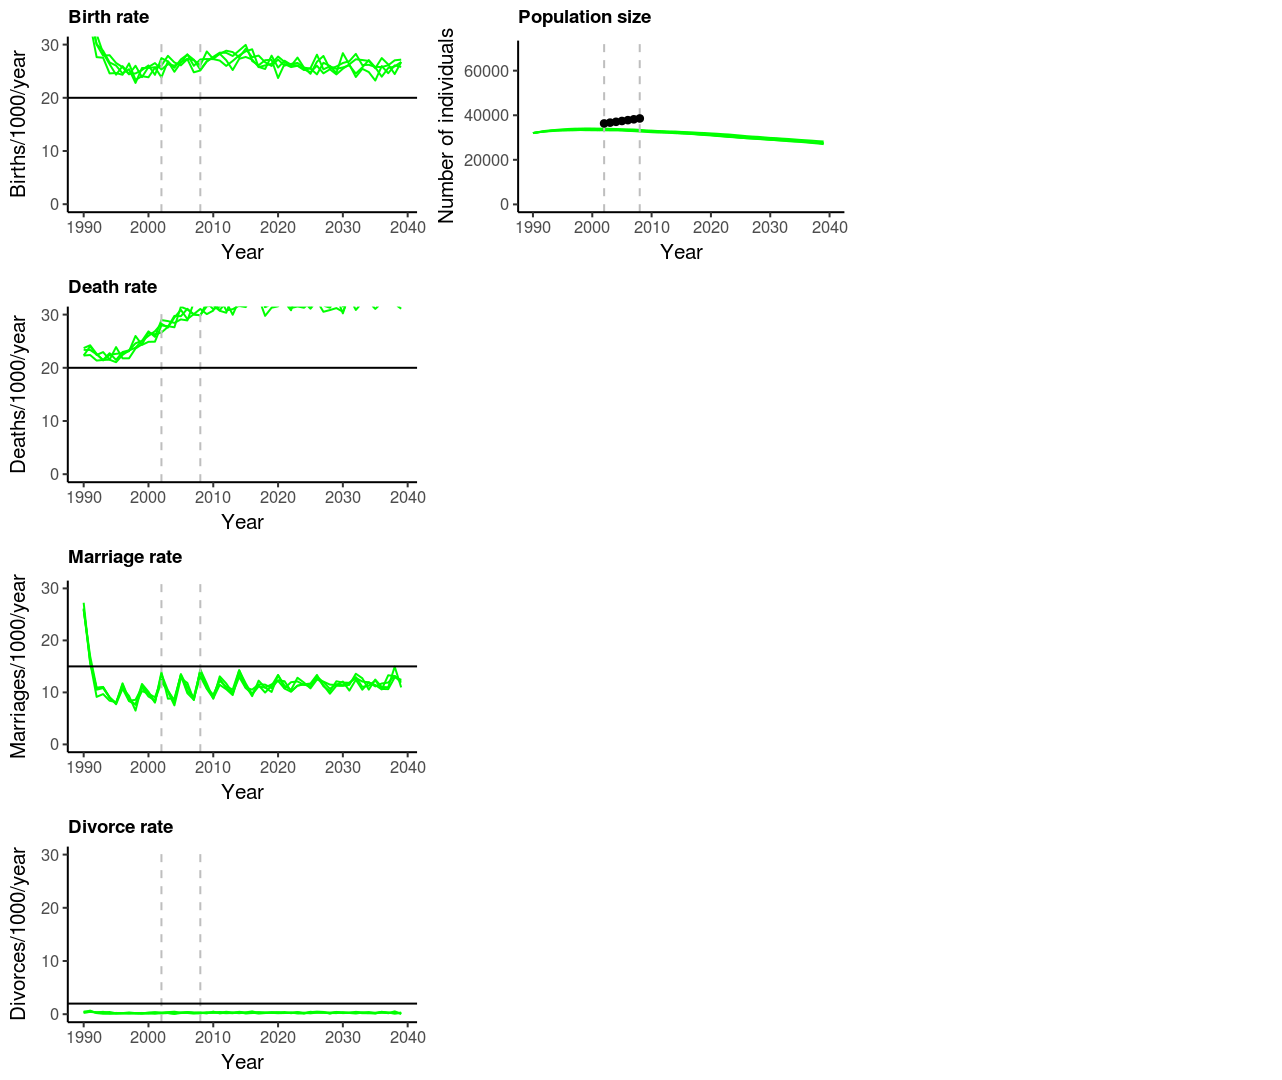 Birth rate
Births/1000/year
30
20
10
0
1990 2000 2010 2020 2030 2040
Year
Population size
Number of individuals
60000
40000
20000
0
1990 2000 2010 2020 2030 2040
Year
Death rate
Deaths/1000/year
30
20
10
0
1990 2000 2010 2020 2030 2040
Year
Marriage rate
Marriages/1000/year
30
20
10
0
1990 2000 2010 2020 2030 2040
Year
Divorce rate
Divorces/1000/year
30
20
10
0
1990 2000 2010 2020 2030 2040
Year